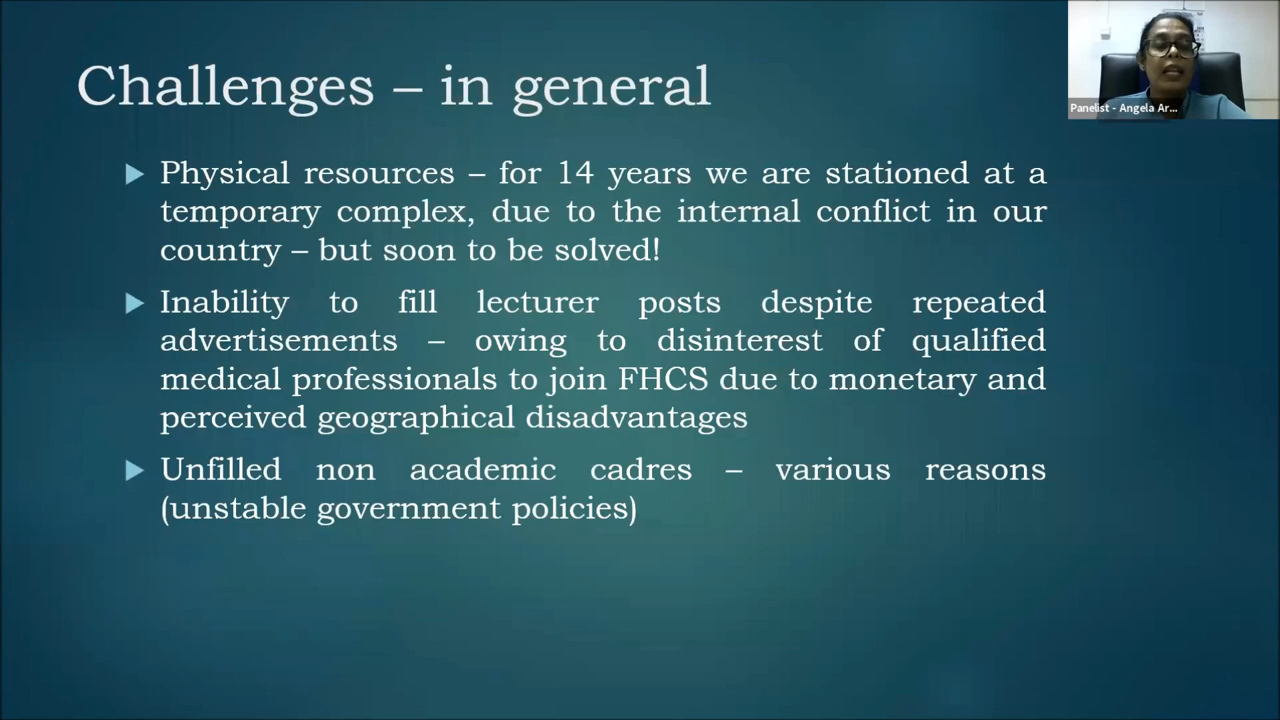 Challenges – in general
Panelist - Angela Ar...
Physical resources – for 14 years we are stationed at a
temporary complex, due to the internal conflict in our
country – but soon to be solved!
Inability to fill lecturer posts despite repeated
advertisements – owing to disinterest of qualified
medical professionals to join FHCS due to monetary and
perceived geographical disadvantages
Unfilled non academic cadres – various reasons
(unstable government policies)